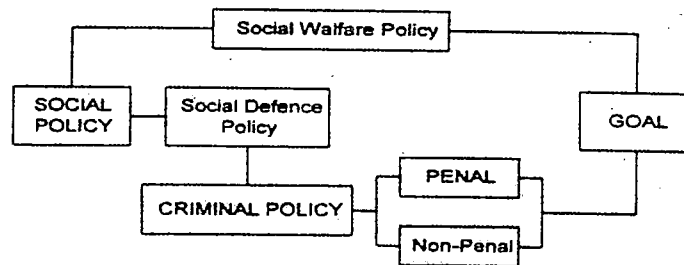 Social Walfare Policy
SOCIAL
POLICY
Social Defence
Policy
GOAL
CRIMINAL POLICY
PENAL
Non-Penal